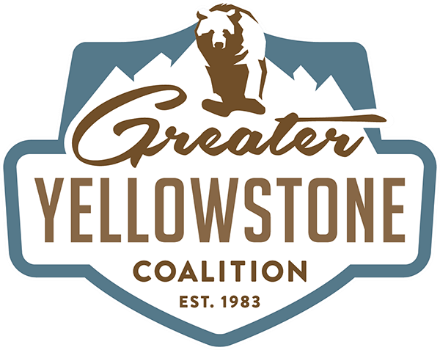 Greater
YELLOWSTONE
COALITION
EST. 1983